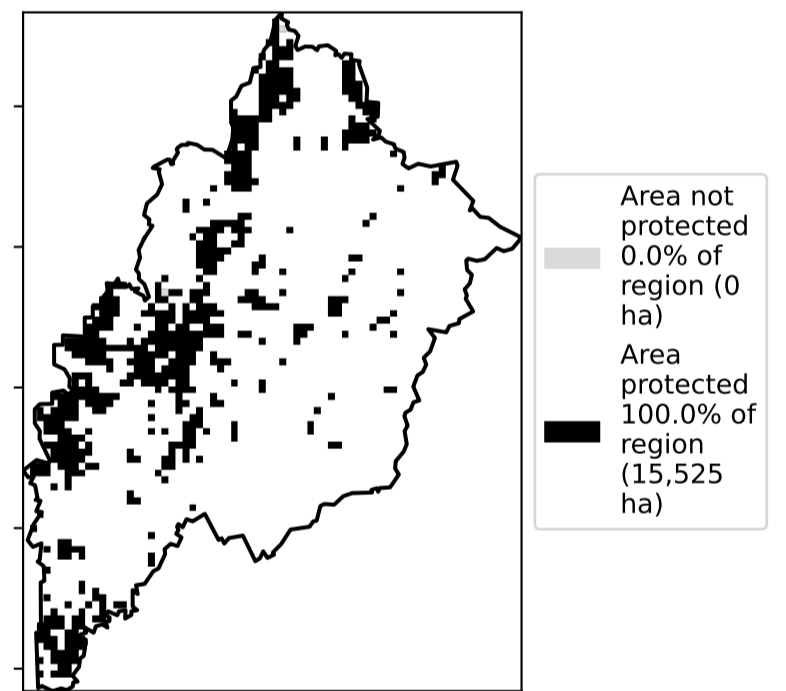 Area not
protected
0.0% of
region (0
ha)
Area
protected
100.0% of
region
(15,525
ha)